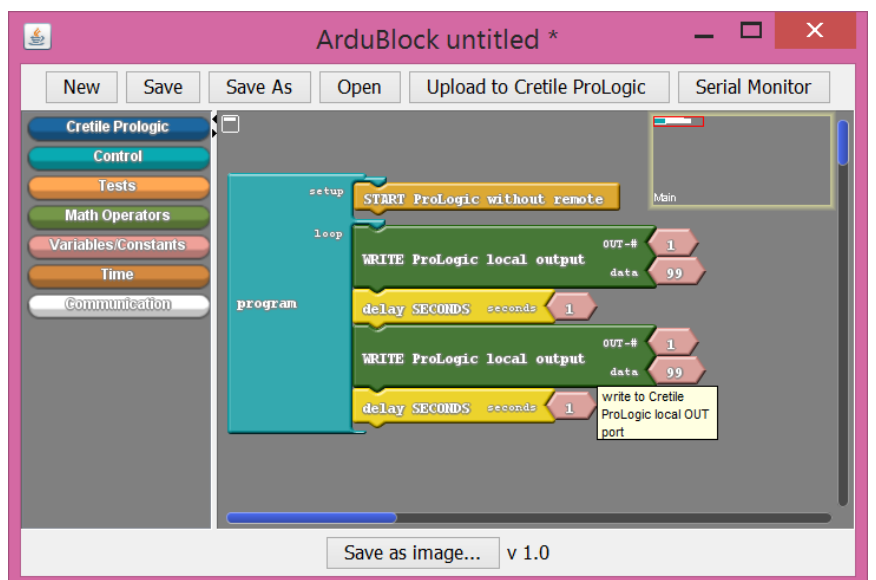 ArduBlock untitled *
New Save Save As Open Upload to Cretile ProLogic Serial Monitor
Cretile Prologic
Control
Tests
Math Operators
Variables/Constants
Time
Communication
Main
program
setup
START ProLogic without remote
loop
WRITE ProLogic local output OUT-# 1
data 99
delay SECONDS seconds 1
WRITE ProLogic local output OUT-# 1
data 99
delay SECONDS seconds 1
write to Cretile
ProLogic local OUT
port
Save as image... v 1.0